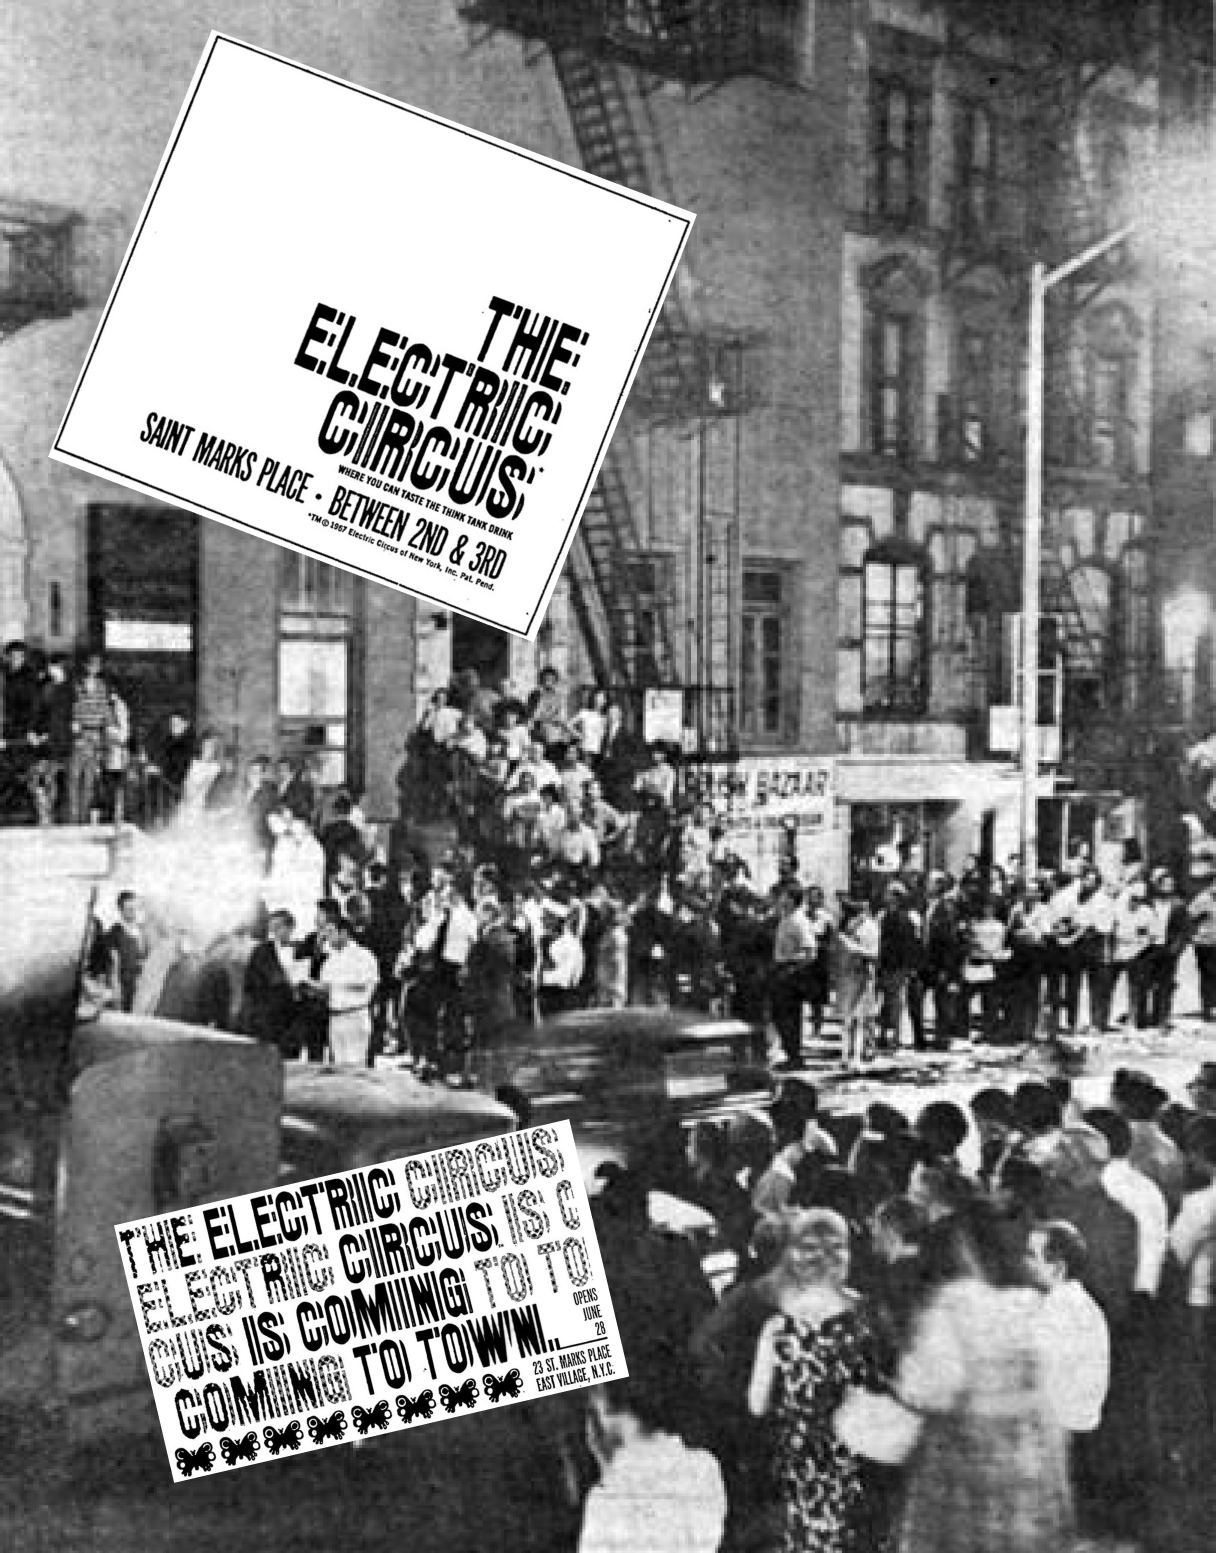 THE
ELECTRIC
CIRCUS
WHERE YOU CAN TASTE THE THINK TANK DRINK
SAINT MARKS PLACE • BETWEEN 2ND & 3RD
*TM © 1967 Electric Circus of New York, Inc. Pat. Pend.
BAZAAR
THE ELECTRIC CIRCUS
ELECTRIC CIRCUS IS C
CUS IS COMING TO TO
COMING TO TOWN...
OPENS
JUNE
28
23 ST. MARKS PLACE
EAST VILLAGE, N.Y.C.